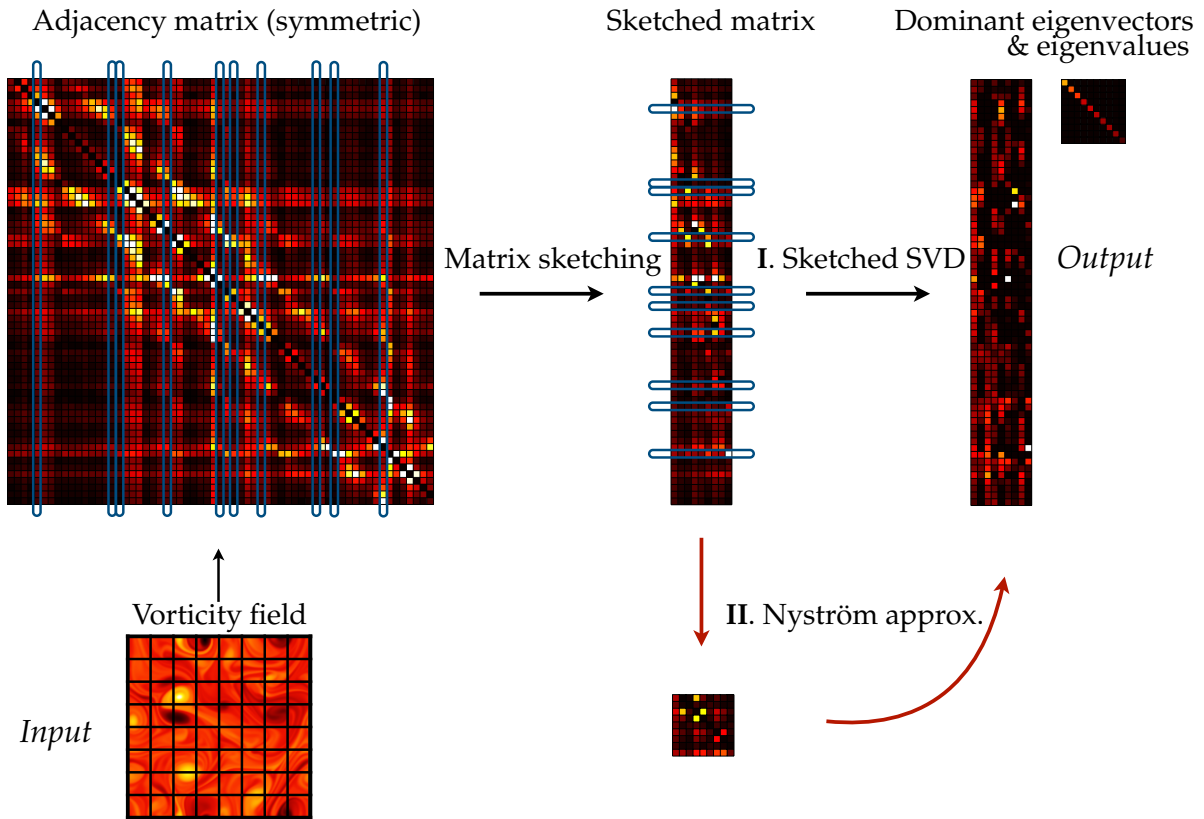 Adjacency matrix (symmetric)
Sketched matrix
Dominant eigenvectors
& eigenvalues
Matrix sketching
I. Sketched SVD
Output
Vorticity field
II. Nyström approx.
Input